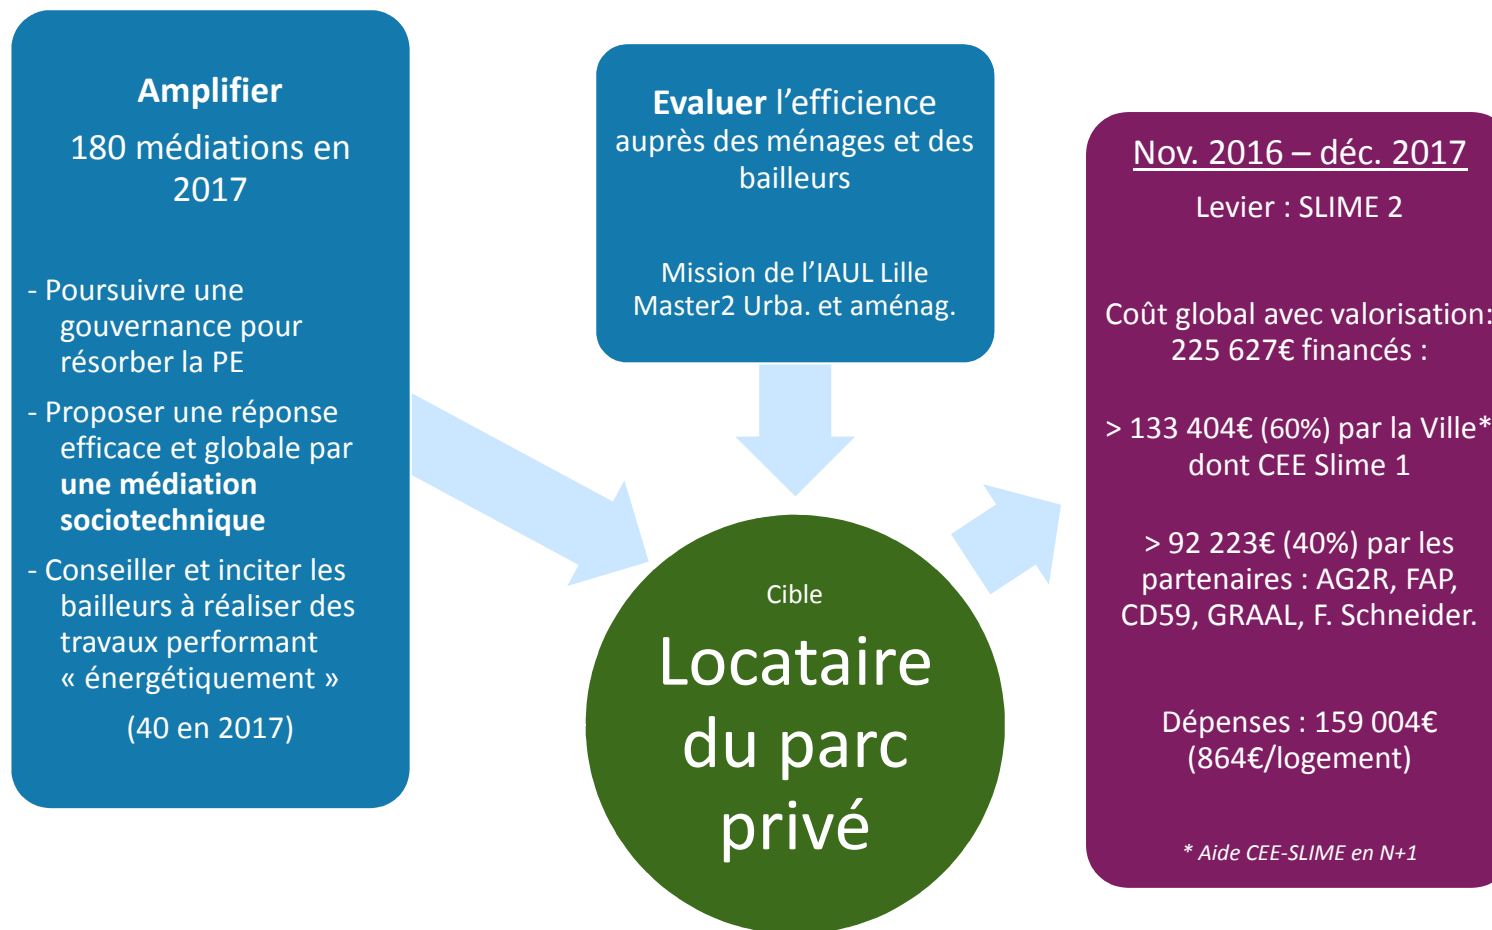 Amplifier
180 médiations en
2017
- Poursuivre une
gouvernance pour
résorber la PE
- Proposer une réponse
efficace et globale par
une médiation
sociotechnique
- Conseiller et inciter les
bailleurs à réaliser des
travaux performant
« énergétiquement »
(40 en 2017)
Evaluer l’efficience
auprès des ménages et des
bailleurs
Mission de l’IAUL Lille
Master2 Urba. et aménag.
Cible
Locataire
du parc
privé
Nov. 2016 – déc. 2017
Levier : SLIME 2
Coût global avec valorisation:
225 627€ financés :
> 133 404€ (60%) par la Ville*
dont CEE Slime 1
> 92 223€ (40%) par les
partenaires : AG2R, FAP,
CD59, GRAAL, F. Schneider.
Dépenses : 159 004€
(864€/logement)
* Aide CEE-SLIME en N+1